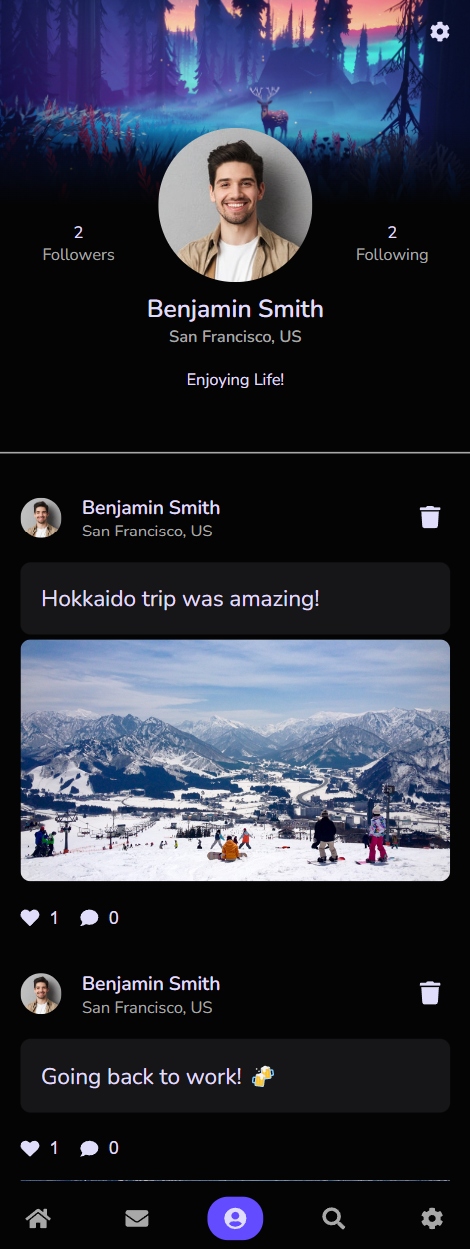 2
Followers
2
Following
Benjamin Smith
San Francisco, US
Enjoying Life!
Benjamin Smith
San Francisco, US
Hokkaido trip was amazing!
1 0
Benjamin Smith
San Francisco, US
Going back to work! 🍻
1 0